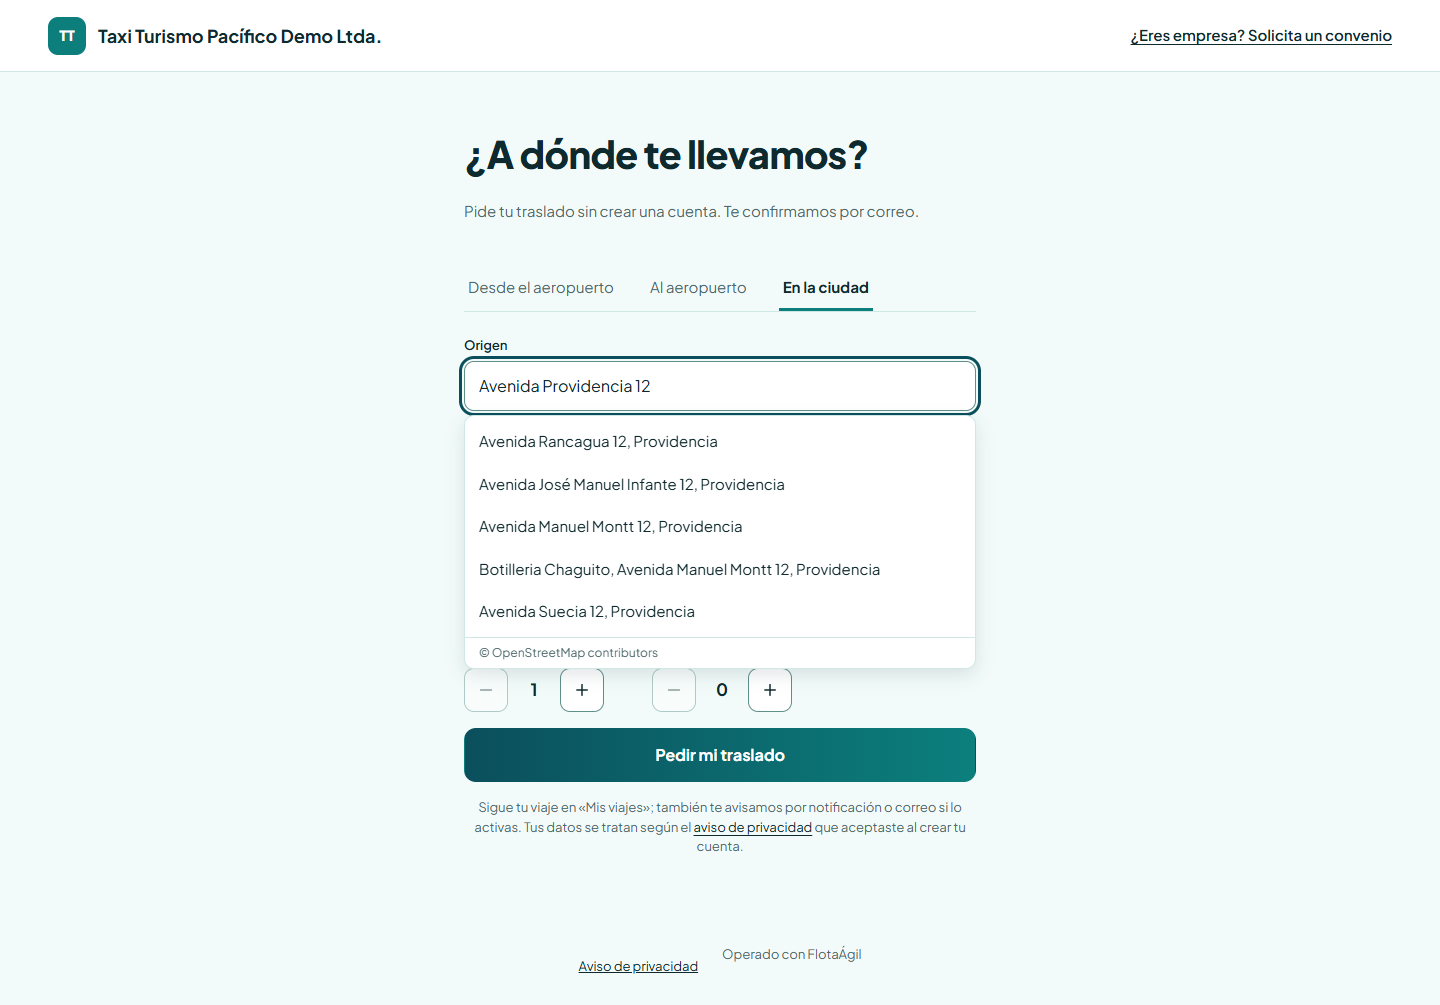 TT
Taxi Turismo Pacífico Demo Ltda.
¿Eres empresa? Solicita un convenio
¿A dónde te llevamos?
Pide tu traslado sin crear una cuenta. Te confirmamos por correo.
Desde el aeropuerto
Al aeropuerto
En la ciudad
Origen
Avenida Providencia 12
Avenida Rancagua 12, Providencia
Avenida José Manuel Infante 12, Providencia
Avenida Manuel Montt 12, Providencia
Botilleria Chaguito, Avenida Manuel Montt 12, Providencia
Avenida Suecia 12, Providencia
© OpenStreetMap contributors
− 1 + − 0 +
Pedir mi traslado
Sigue tu viaje en «Mis viajes»; también te avisamos por notificación o correo si lo
activas. Tus datos se tratan según el aviso de privacidad que aceptaste al crear tu
cuenta.
Aviso de privacidad
Operado con FlotaÁgil